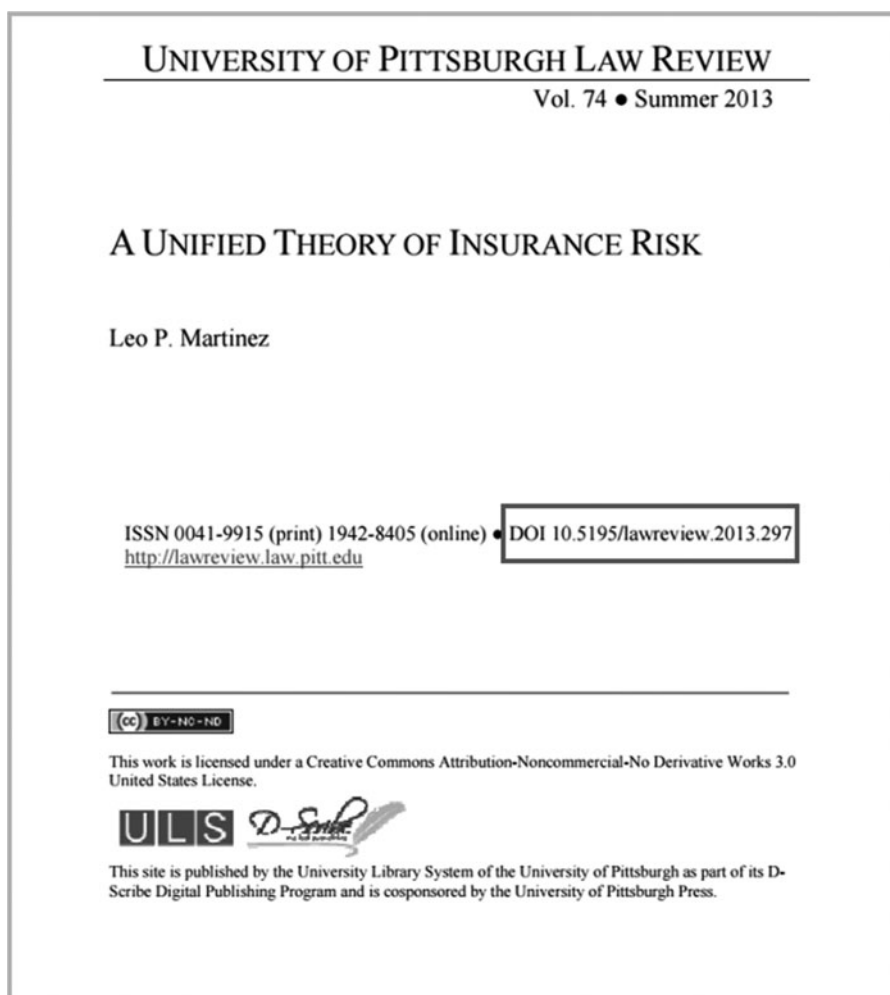 UNIVERSITY OF PITTSBURGH LAW REVIEW
Vol. 74 ● Summer 2013
A UNIFIED THEORY OF INSURANCE RISK
Leo P. Martinez
ISSN 0041-9915 (print) 1942-8405 (online) ● DOI 10.5195/lawreview.2013.297
http://lawreview.law.pitt.edu
(cc) BY-NC-ND
This work is licensed under a Creative Commons Attribution-Noncommercial-No Derivative Works 3.0
United States License.
ULS D-Scribe
This site is published by the University Library System of the University of Pittsburgh as part of its D-
Scribe Digital Publishing Program and is cosponsored by the University of Pittsburgh Press.